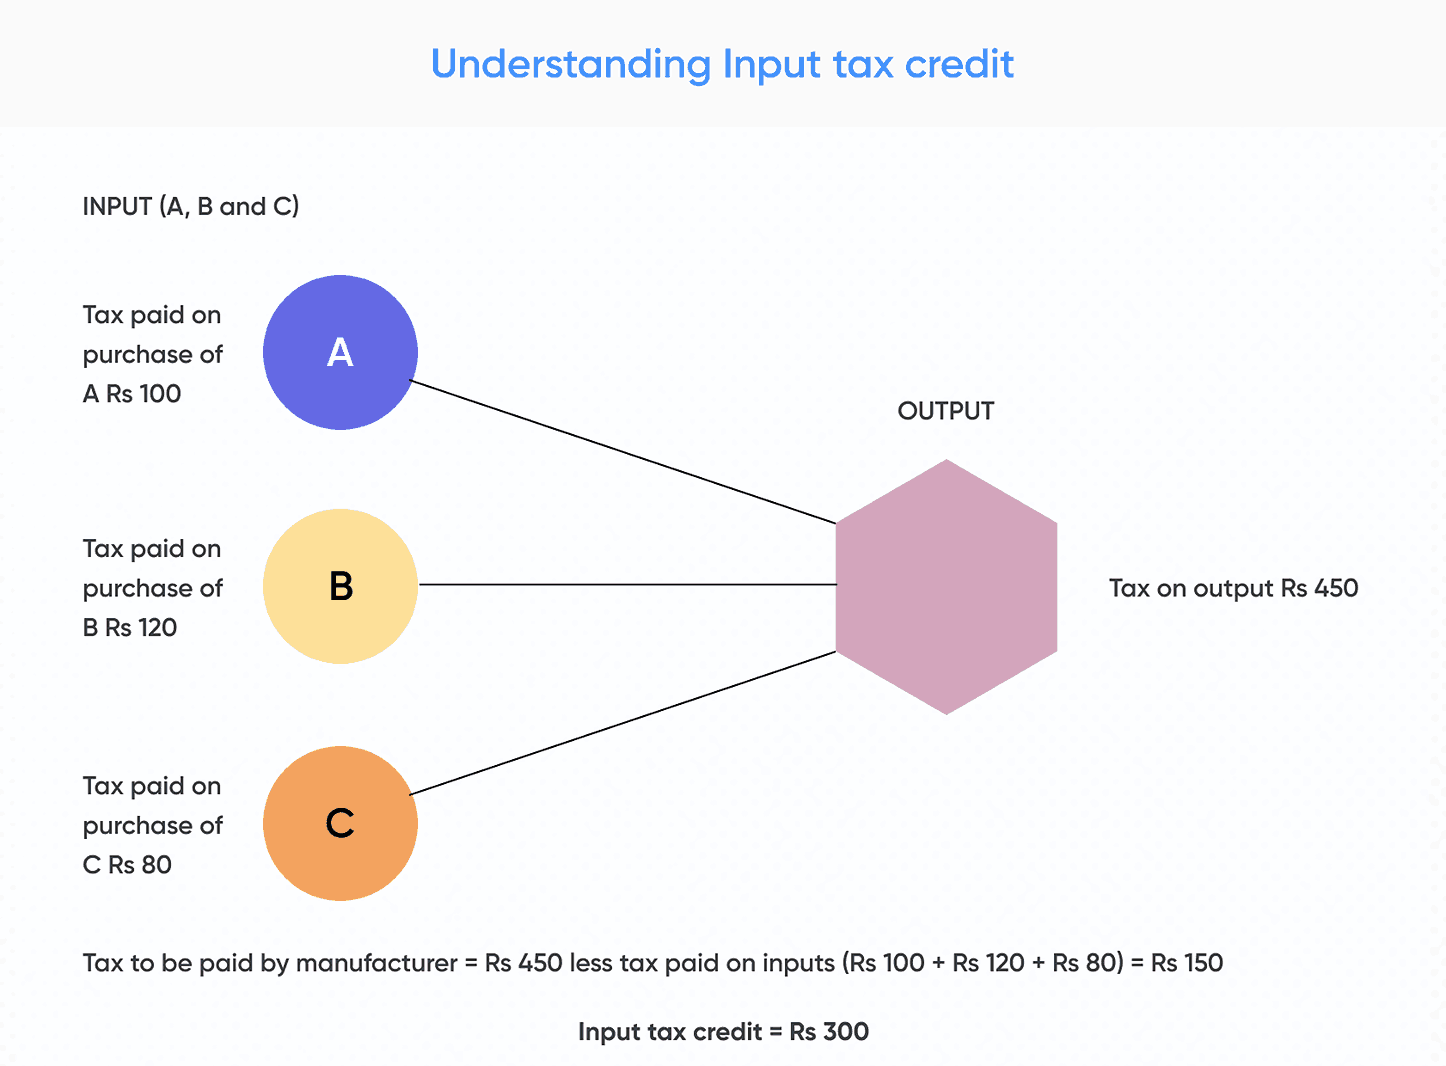 Understanding Input tax credit
INPUT (A, B and C)
Tax paid on
purchase of
A Rs 100
A
OUTPUT
Tax paid on
purchase of
B Rs 120
B
Tax on output Rs 450
Tax paid on
purchase of
C Rs 80
C
Tax to be paid by manufacturer = Rs 450 less tax paid on inputs (Rs 100 + Rs 120 + Rs 80) = Rs 150
Input tax credit = Rs 300